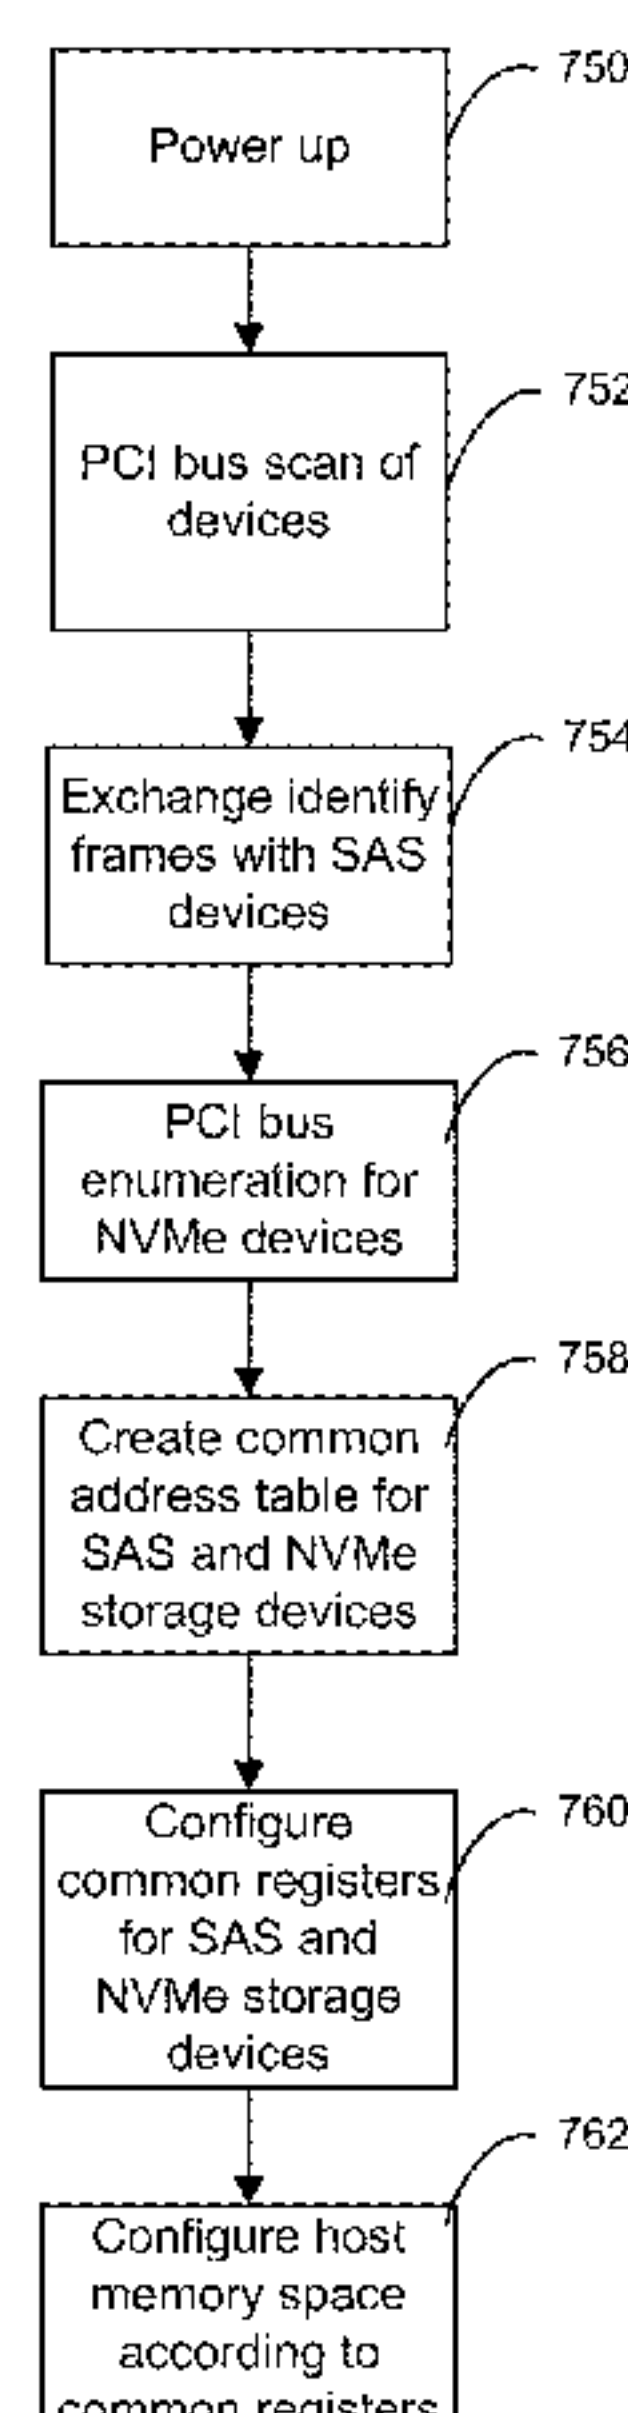 Power up
750
PCI bus scan of
devices
752
Exchange identify
frames with SAS
devices
754
PCI bus
enumeration for
NVMe devices
756
Create common
address table for
SAS and NVMe
storage devices
758
Configure
common registers
for SAS and
NVMe storage
devices
760
Configure host
memory space
according to
common registers
762